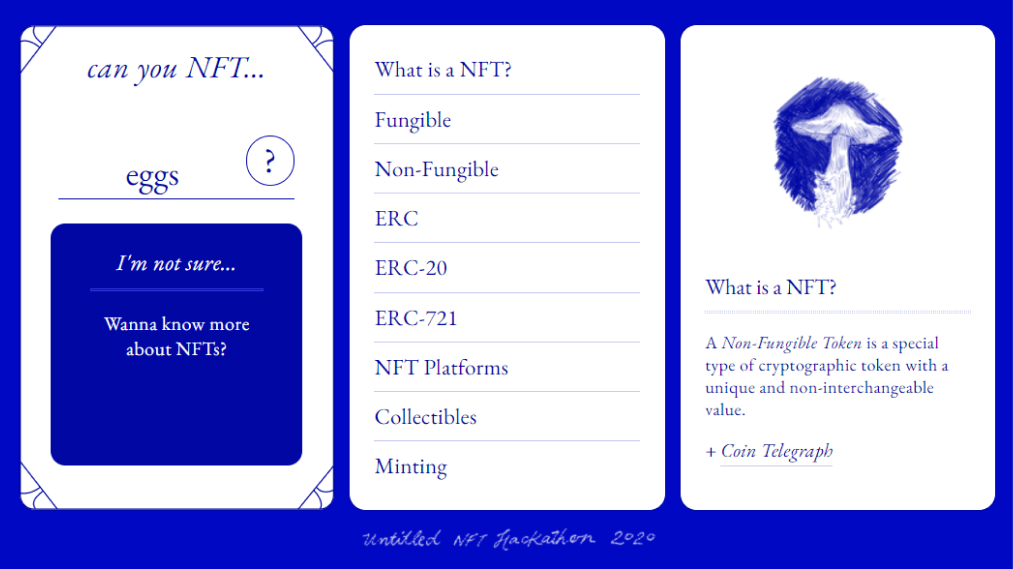 can you NFT...
eggs
?
I'm not sure...
Wanna know more
about NFTs?
What is a NFT?
Fungible
Non-Fungible
ERC
ERC-20
ERC-721
NFT Platforms
Collectibles
Minting
What is a NFT?
A Non-Fungible Token is a special
type of cryptographic token with a
unique and non-interchangeable
value.
+ Coin Telegraph
Untitled NFT Hackathon 2020